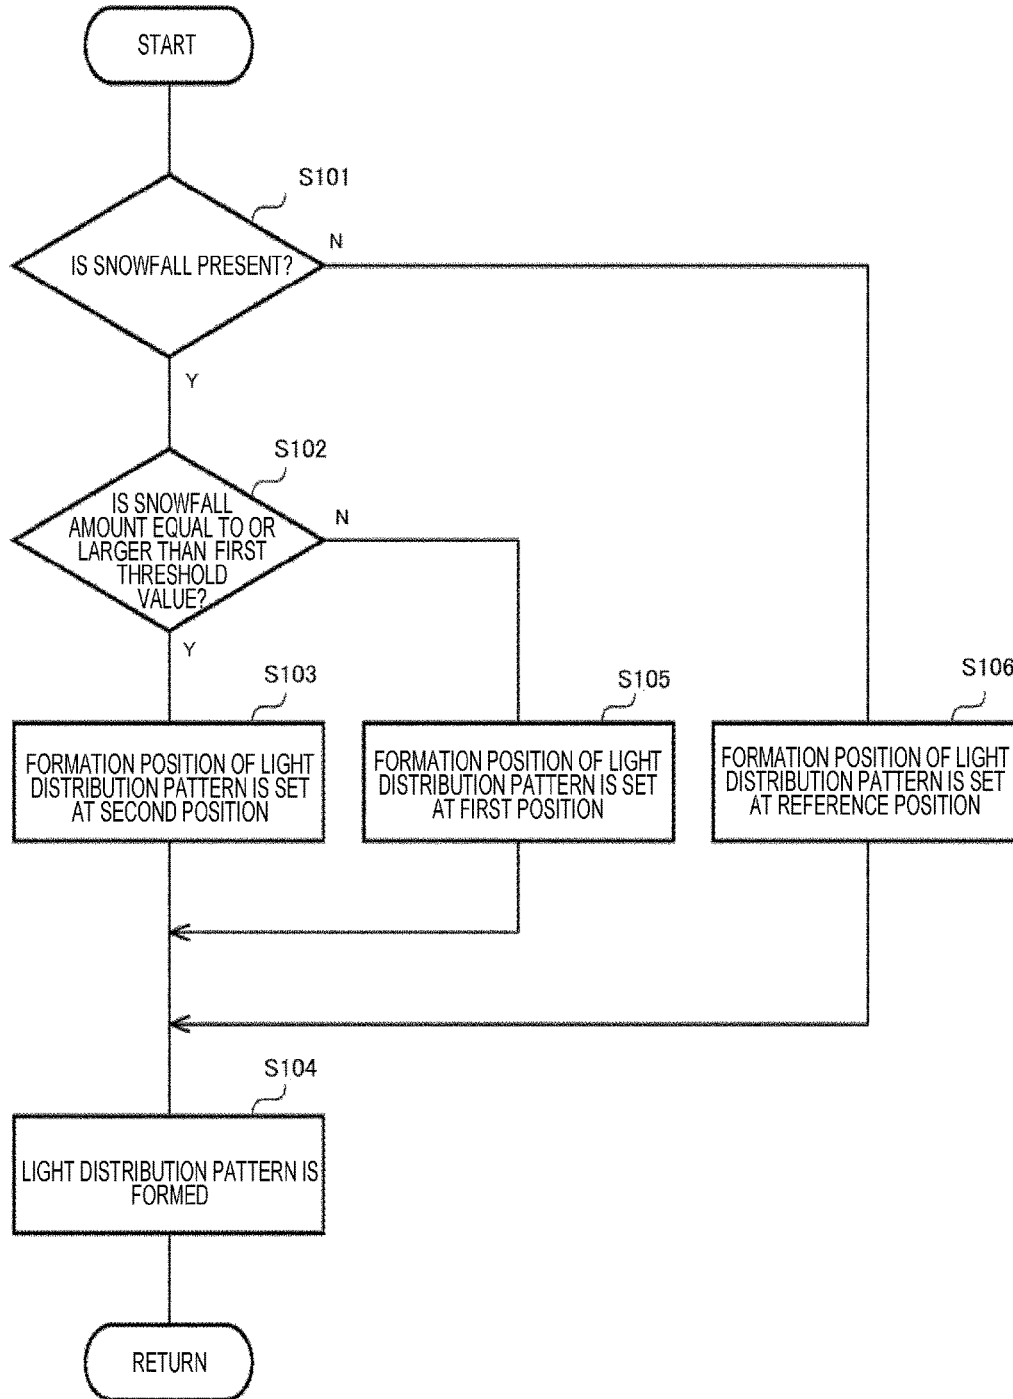 START
S101
N
IS SNOWFALL PRESENT?
Y
S102
IS SNOWFALL
AMOUNT EQUAL TO OR
LARGER THAN FIRST
THRESHOLD
VALUE?
N
Y
S103
FORMATION POSITION OF LIGHT
DISTRIBUTION PATTERN IS SET
AT SECOND POSITION
S105
FORMATION POSITION OF LIGHT
DISTRIBUTION PATTERN IS SET
AT FIRST POSITION
S106
FORMATION POSITION OF LIGHT
DISTRIBUTION PATTERN IS SET
AT REFERENCE POSITION
S104
LIGHT DISTRIBUTION PATTERN IS
FORMED
RETURN